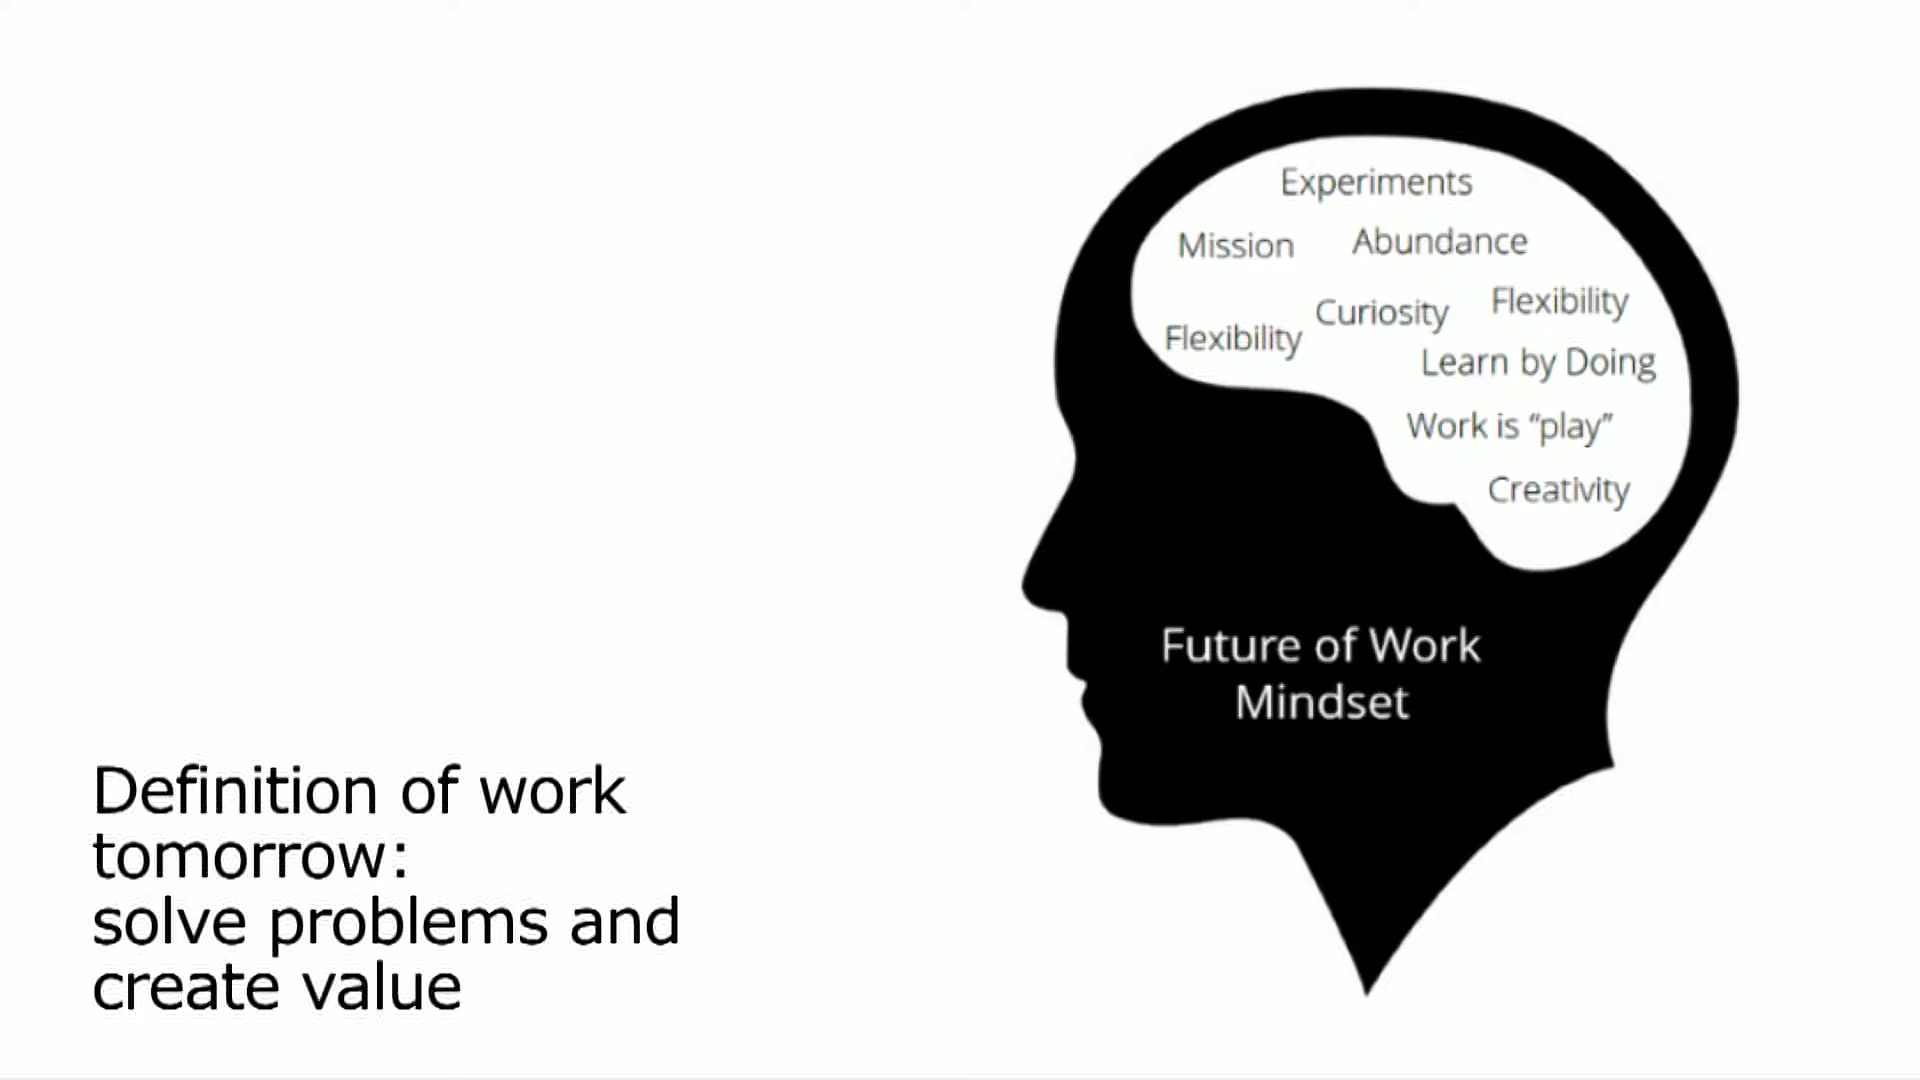 Definition of work
tomorrow:
solve problems and
create value
Experiments
Mission
Abundance
Curiosity
Flexibility
Flexibility
Learn by Doing
Work is “play”
Creativity
Future of Work
Mindset